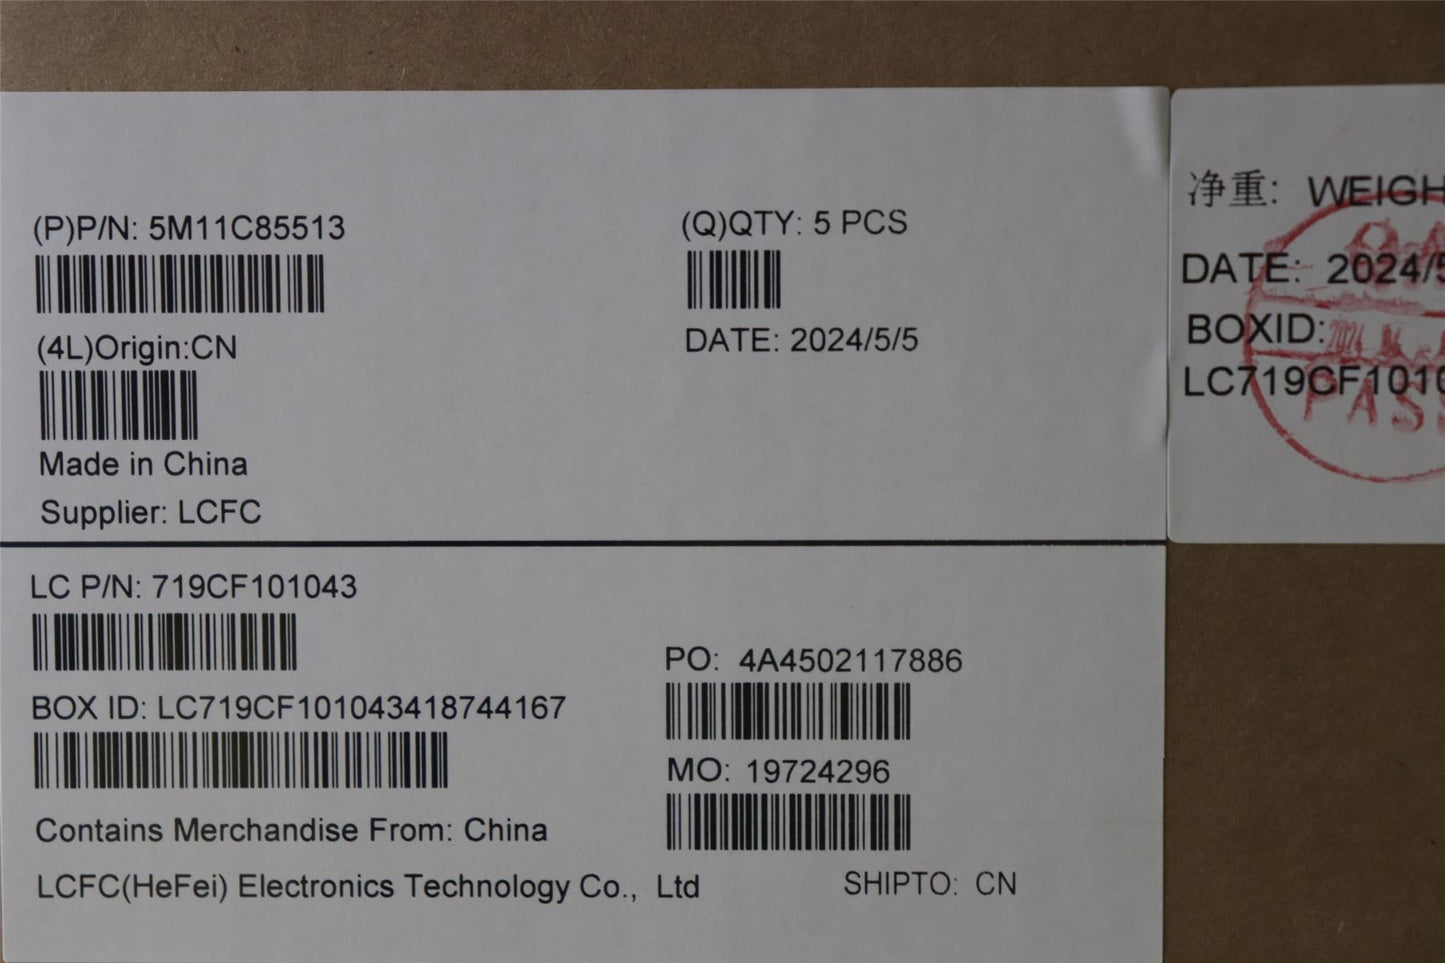 (P)P/N: 5M11C85513
(Q)QTY: 5 PCS
(4L)Origin:CN
DATE: 2024/5/5
Made in China
Supplier: LCFC
LC P/N: 719CF101043
PO: 4A4502117886
BOX ID: LC719CF101043418744167
MO: 19724296
Contains Merchandise From: China
LCFC(HeFei) Electronics Technology Co., Ltd
SHIPTO: CN
净重: WEIGH
DATE: 2024/5
BOXID:
LC719CF1010
PASS